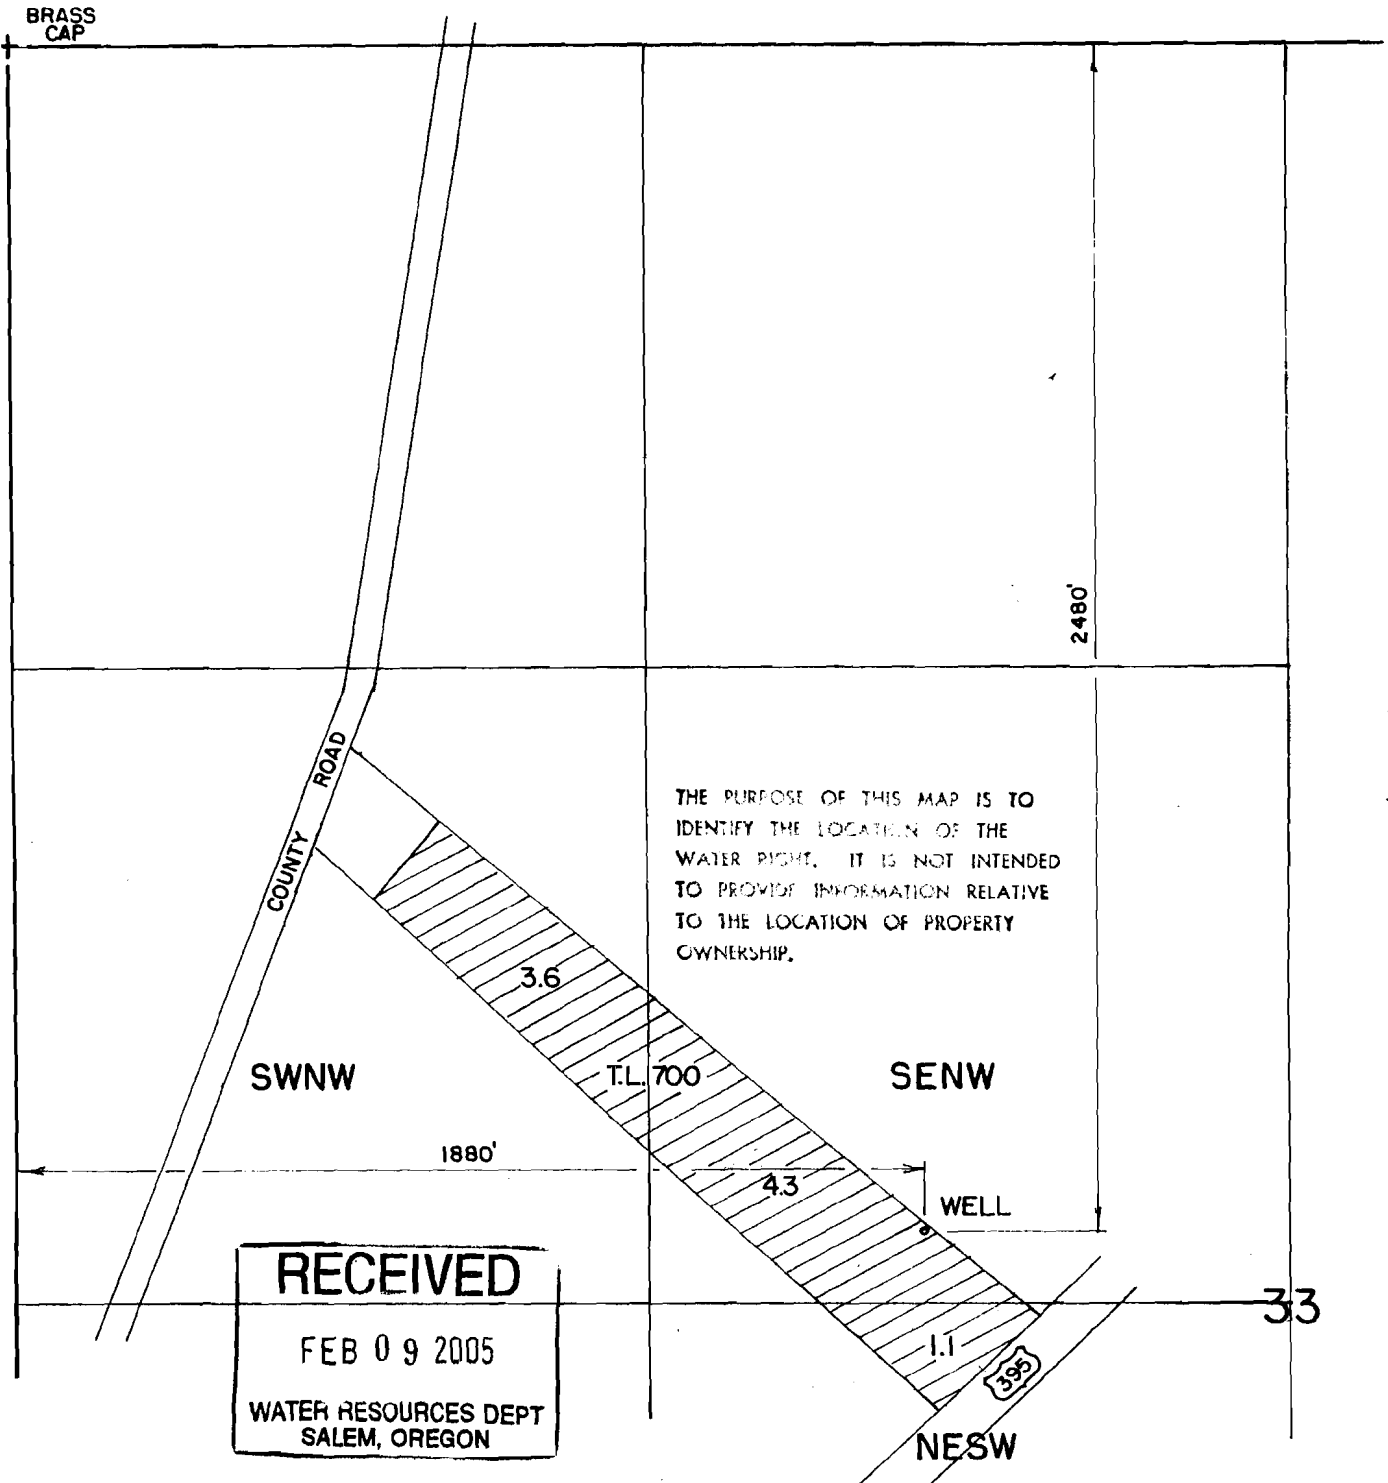 BRASS
CAP
2480'
COUNTY ROAD
THE PURPOSE OF THIS MAP IS TO
IDENTIFY THE LOCATION OF THE
WATER RIGHT. IT IS NOT INTENDED
TO PROVIDE INFORMATION RELATIVE
TO THE LOCATION OF PROPERTY
OWNERSHIP.
3.6
SWNW
T.L. 700
SENW
1880'
4.3
WELL
RECEIVED
FEB 09 2005
WATER RESOURCES DEPT
SALEM, OREGON
33
1.1
395
NESW